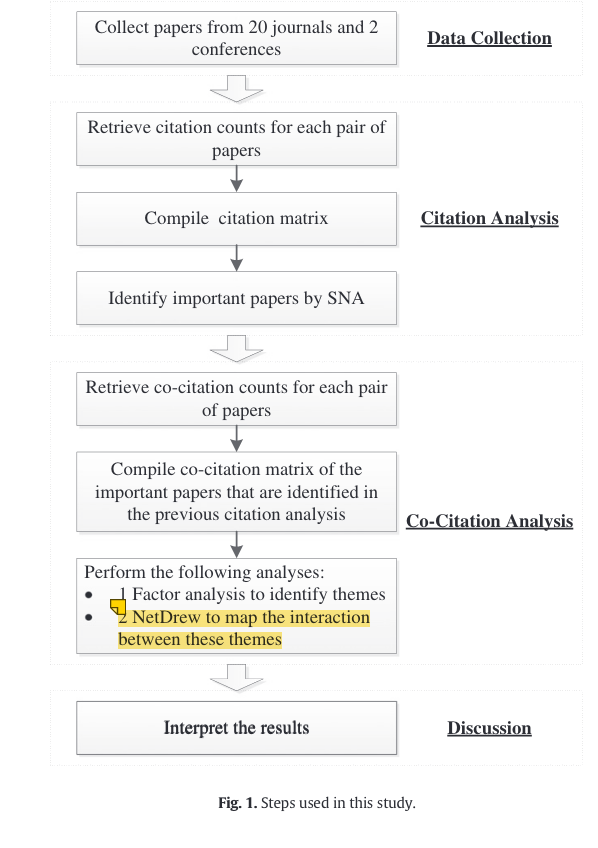 Collect papers from 20 journals and 2
conferences
Data Collection
Retrieve citation counts for each pair of
papers
Compile citation matrix
Citation Analysis
Identify important papers by SNA
Retrieve co-citation counts for each pair
of papers
Compile co-citation matrix of the
important papers that are identified in
the previous citation analysis
Co-Citation Analysis
Perform the following analyses:
• 1 Factor analysis to identify themes
• 2 NetDrew to map the interaction
between these themes
Interpret the results
Discussion
Fig. 1. Steps used in this study.